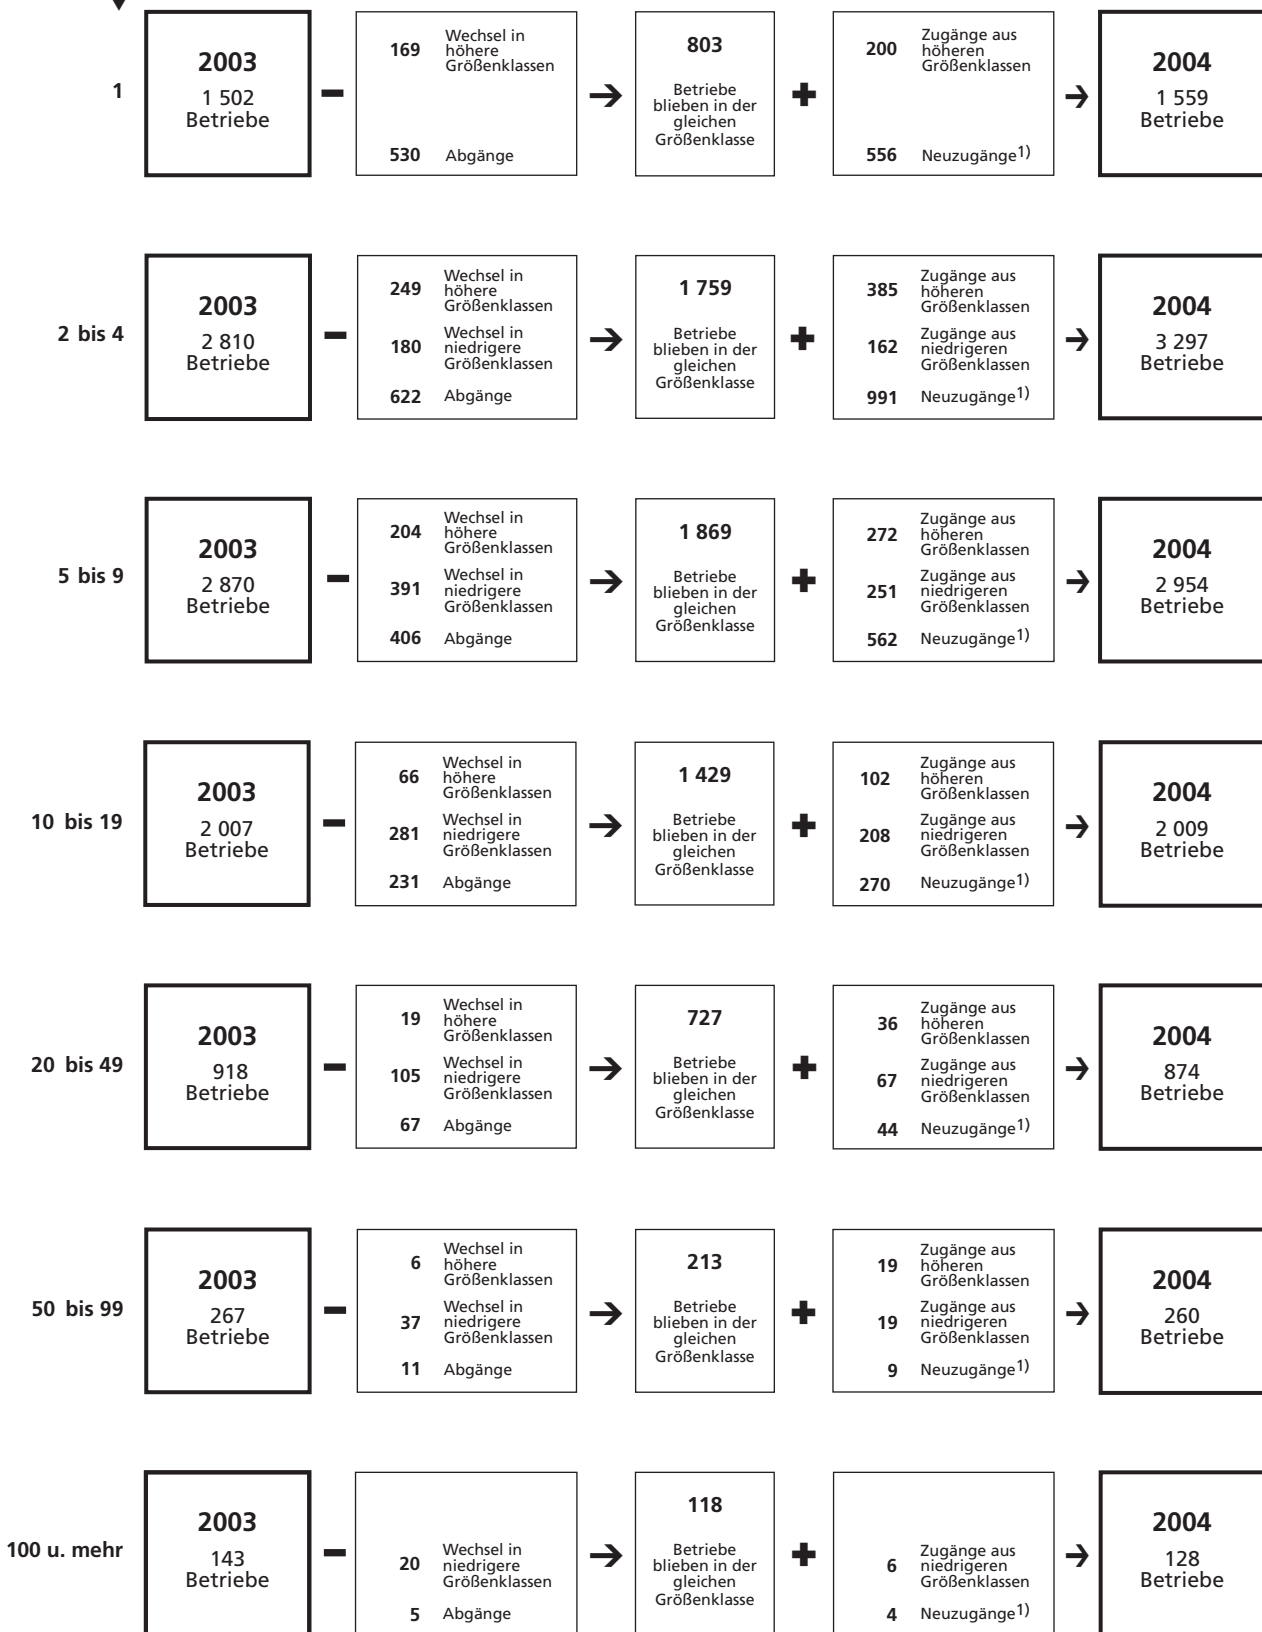 1
2003
1 502
Betriebe
169
Wechsel in
höhere
Größenklassen
530 Abgänge
803
Betriebe
blieben in der
gleichen
Größenklasse
200
Zugänge aus
höheren
Größenklassen
556 Neuzugänge1)
2004
1 559
Betriebe
2 bis 4
2003
2 810
Betriebe
249
Wechsel in
höhere
Größenklassen
180
Wechsel in
niedrigere
Größenklassen
622 Abgänge
1 759
Betriebe
blieben in der
gleichen
Größenklasse
385
Zugänge aus
höheren
Größenklassen
162
Zugänge aus
niedrigeren
Größenklassen
991 Neuzugänge1)
2004
3 297
Betriebe
5 bis 9
2003
2 870
Betriebe
204
Wechsel in
höhere
Größenklassen
391
Wechsel in
niedrigere
Größenklassen
406 Abgänge
1 869
Betriebe
blieben in der
gleichen
Größenklasse
272
Zugänge aus
höheren
Größenklassen
251
Zugänge aus
niedrigeren
Größenklassen
562 Neuzugänge1)
2004
2 954
Betriebe
10 bis 19
2003
2 007
Betriebe
66
Wechsel in
höhere
Größenklassen
281
Wechsel in
niedrigere
Größenklassen
231 Abgänge
1 429
Betriebe
blieben in der
gleichen
Größenklasse
102
Zugänge aus
höheren
Größenklassen
208
Zugänge aus
niedrigeren
Größenklassen
270 Neuzugänge1)
2004
2 009
Betriebe
20 bis 49
2003
918
Betriebe
19
Wechsel in
höhere
Größenklassen
105
Wechsel in
niedrigere
Größenklassen
67 Abgänge
727
Betriebe
blieben in der
gleichen
Größenklasse
36
Zugänge aus
höheren
Größenklassen
67
Zugänge aus
niedrigeren
Größenklassen
44 Neuzugänge1)
2004
874
Betriebe
50 bis 99
2003
267
Betriebe
6
Wechsel in
höhere
Größenklassen
37
Wechsel in
niedrigere
Größenklassen
11 Abgänge
213
Betriebe
blieben in der
gleichen
Größenklasse
19
Zugänge aus
höheren
Größenklassen
19
Zugänge aus
niedrigeren
Größenklassen
9 Neuzugänge1)
2004
260
Betriebe
100 u. mehr
2003
143
Betriebe
20
Wechsel in
niedrigere
Größenklassen
5 Abgänge
118
Betriebe
blieben in der
gleichen
Größenklasse
6
Zugänge aus
niedrigeren
Größenklassen
4 Neuzugänge1)
2004
128
Betriebe